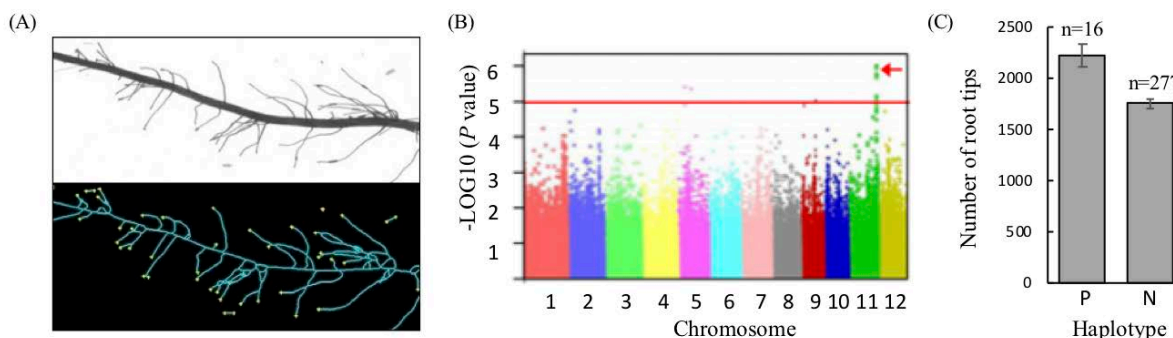 (A)
(B)
-LOG10 (P value)
6
5
4
3
2
1
1 2 3 4 5 6 7 8 9 10 11 12
Chromosome
(C)
Number of root tips
2500
2000
1500
1000
500
0
n=16
n=277
P N
Haplotype